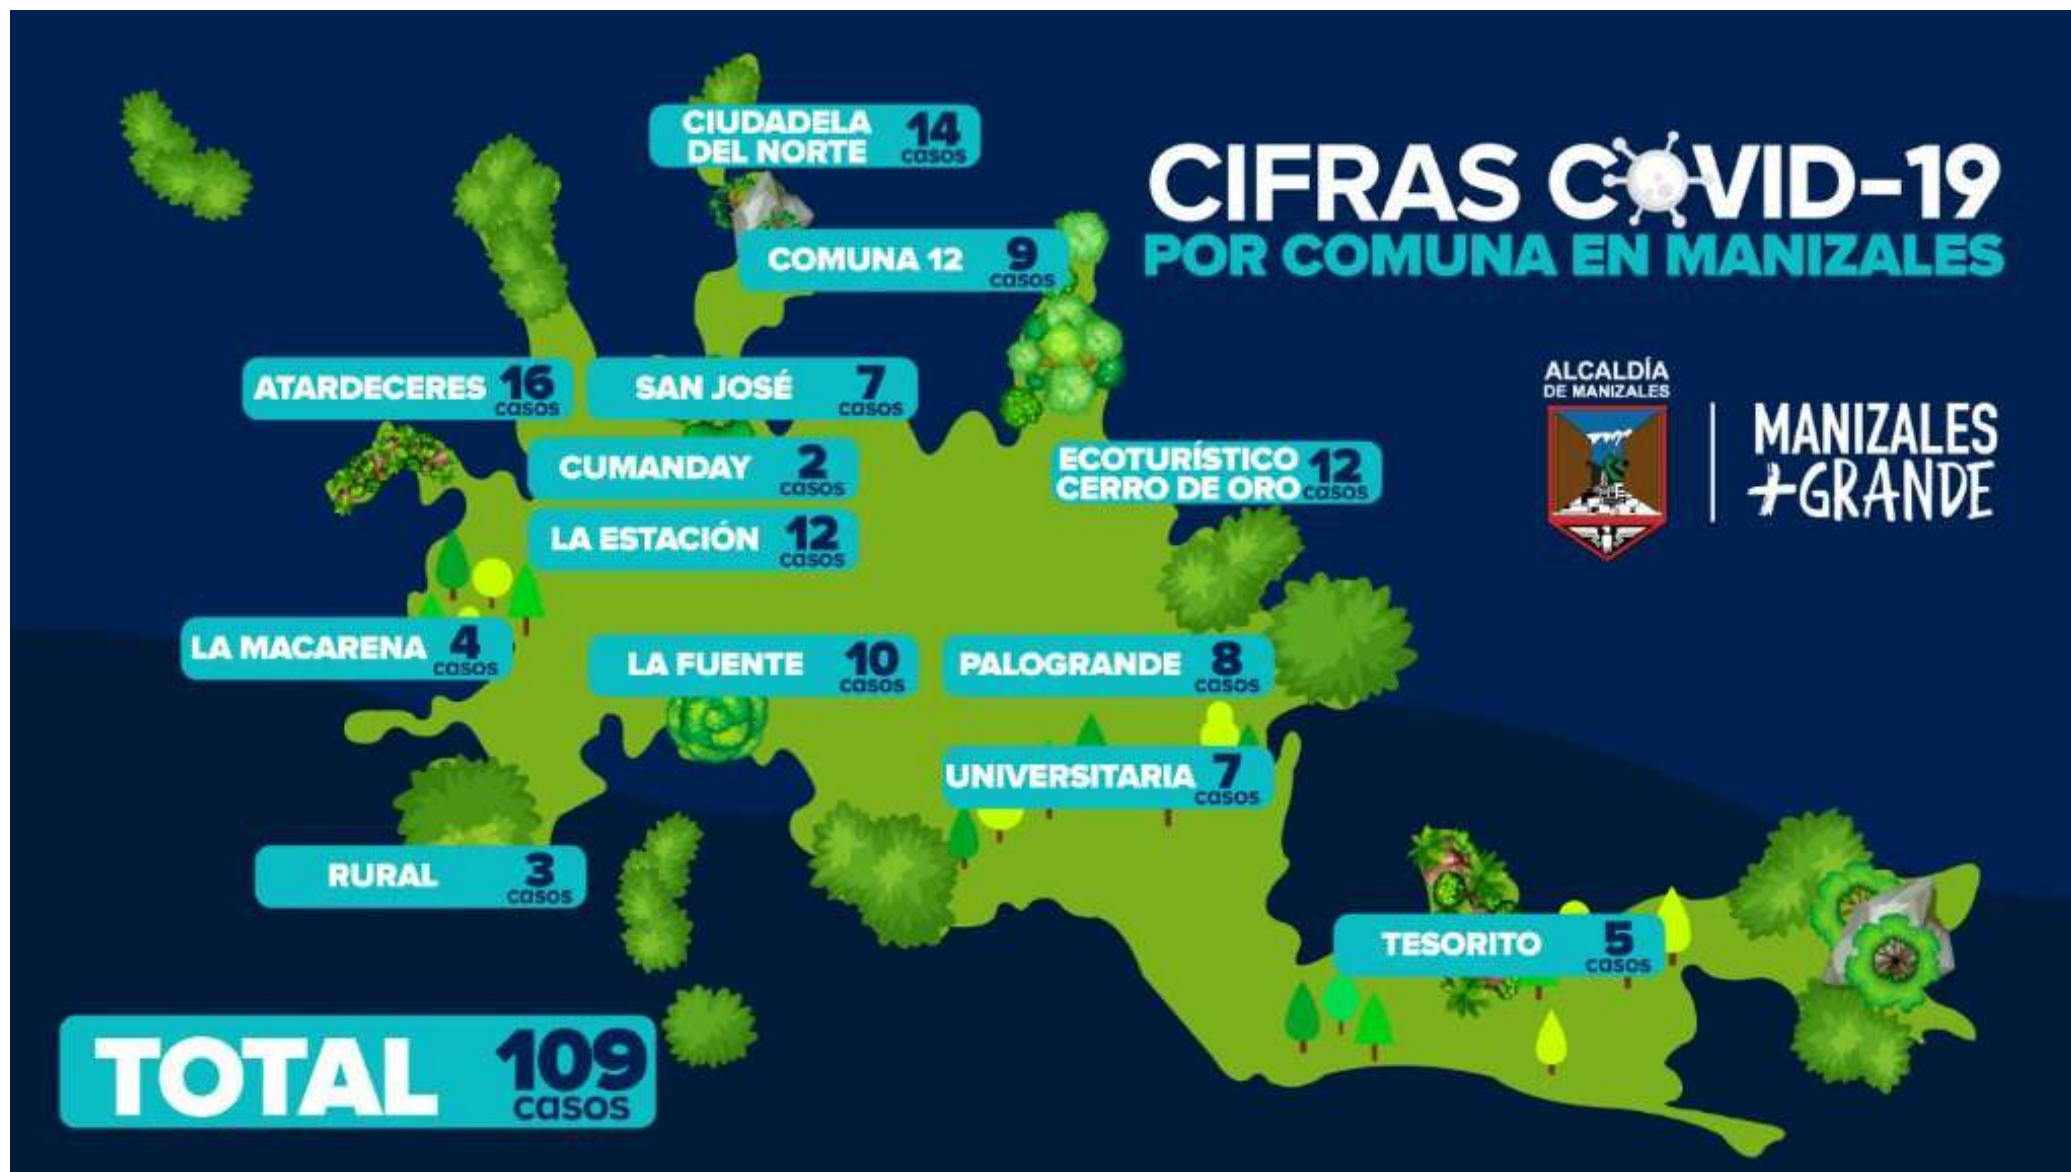 CIUDADELA
DEL NORTE
14
casos
CIFRAS COVID-19
POR COMUNA EN MANIZALES
COMUNA 12
9
casos
ATARDECERES
16
casos
SAN JOSÉ
7
casos
ALCALDÍA
DE MANIZALES
MANIZALES
+GRANDE
CUMANDAY
2
casos
ECOTURÍSTICO
CERRO DE ORO
12
casos
LA ESTACIÓN
12
casos
LA MACARENA
4
casos
LA FUENTE
10
casos
PALOGRANDE
8
casos
UNIVERSITARIA
7
casos
RURAL
3
casos
TESORITO
5
casos
TOTAL
109
casos